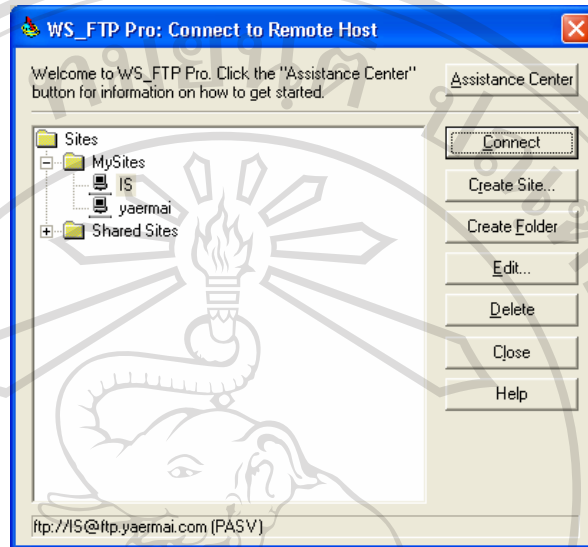 WS_FTP Pro: Connect to Remote Host
Welcome to WS_FTP Pro. Click the "Assistance Center"
button for information on how to get started.
Assistance Center
Sites
MySites
IS
yaermai
Shared Sites
Connect
Create Site...
Create Folder
Edit...
Delete
Close
Help
ftp://IS@ftp.yaermai.com (PASV)